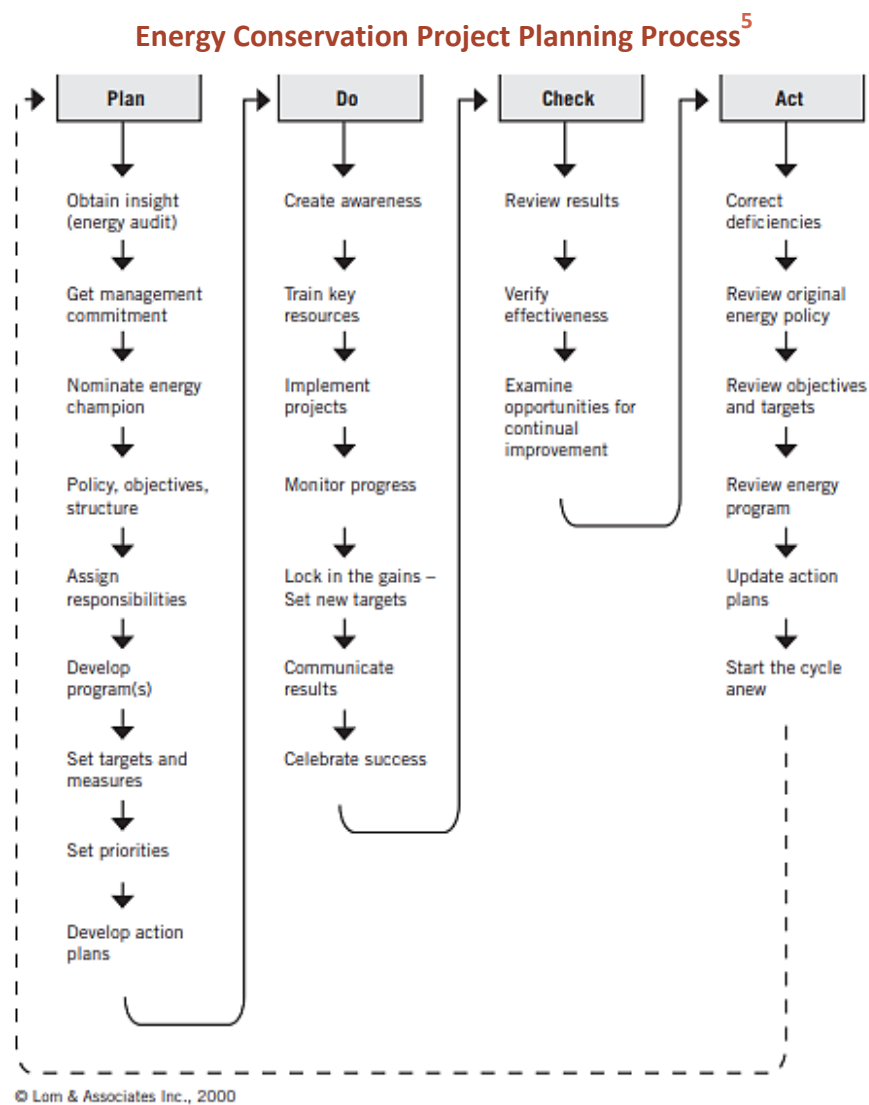 Energy Conservation Project Planning Process5
Plan
Obtain insight
(energy audit)
Get management
commitment
Nominate energy
champion
Policy, objectives,
structure
Assign
responsibilities
Develop
program(s)
Set targets and
measures
Set priorities
Develop action
plans
Do
Create awareness
Train key
resources
Implement
projects
Monitor progress
Lock in the gains –
Set new targets
Communicate
results
Celebrate success
Check
Review results
Verify
effectiveness
Examine
opportunities for
continual
improvement
Act
Correct
deficiencies
Review original
energy policy
Review objectives
and targets
Review energy
program
Update action
plans
Start the cycle
anew
© Lom & Associates Inc., 2000